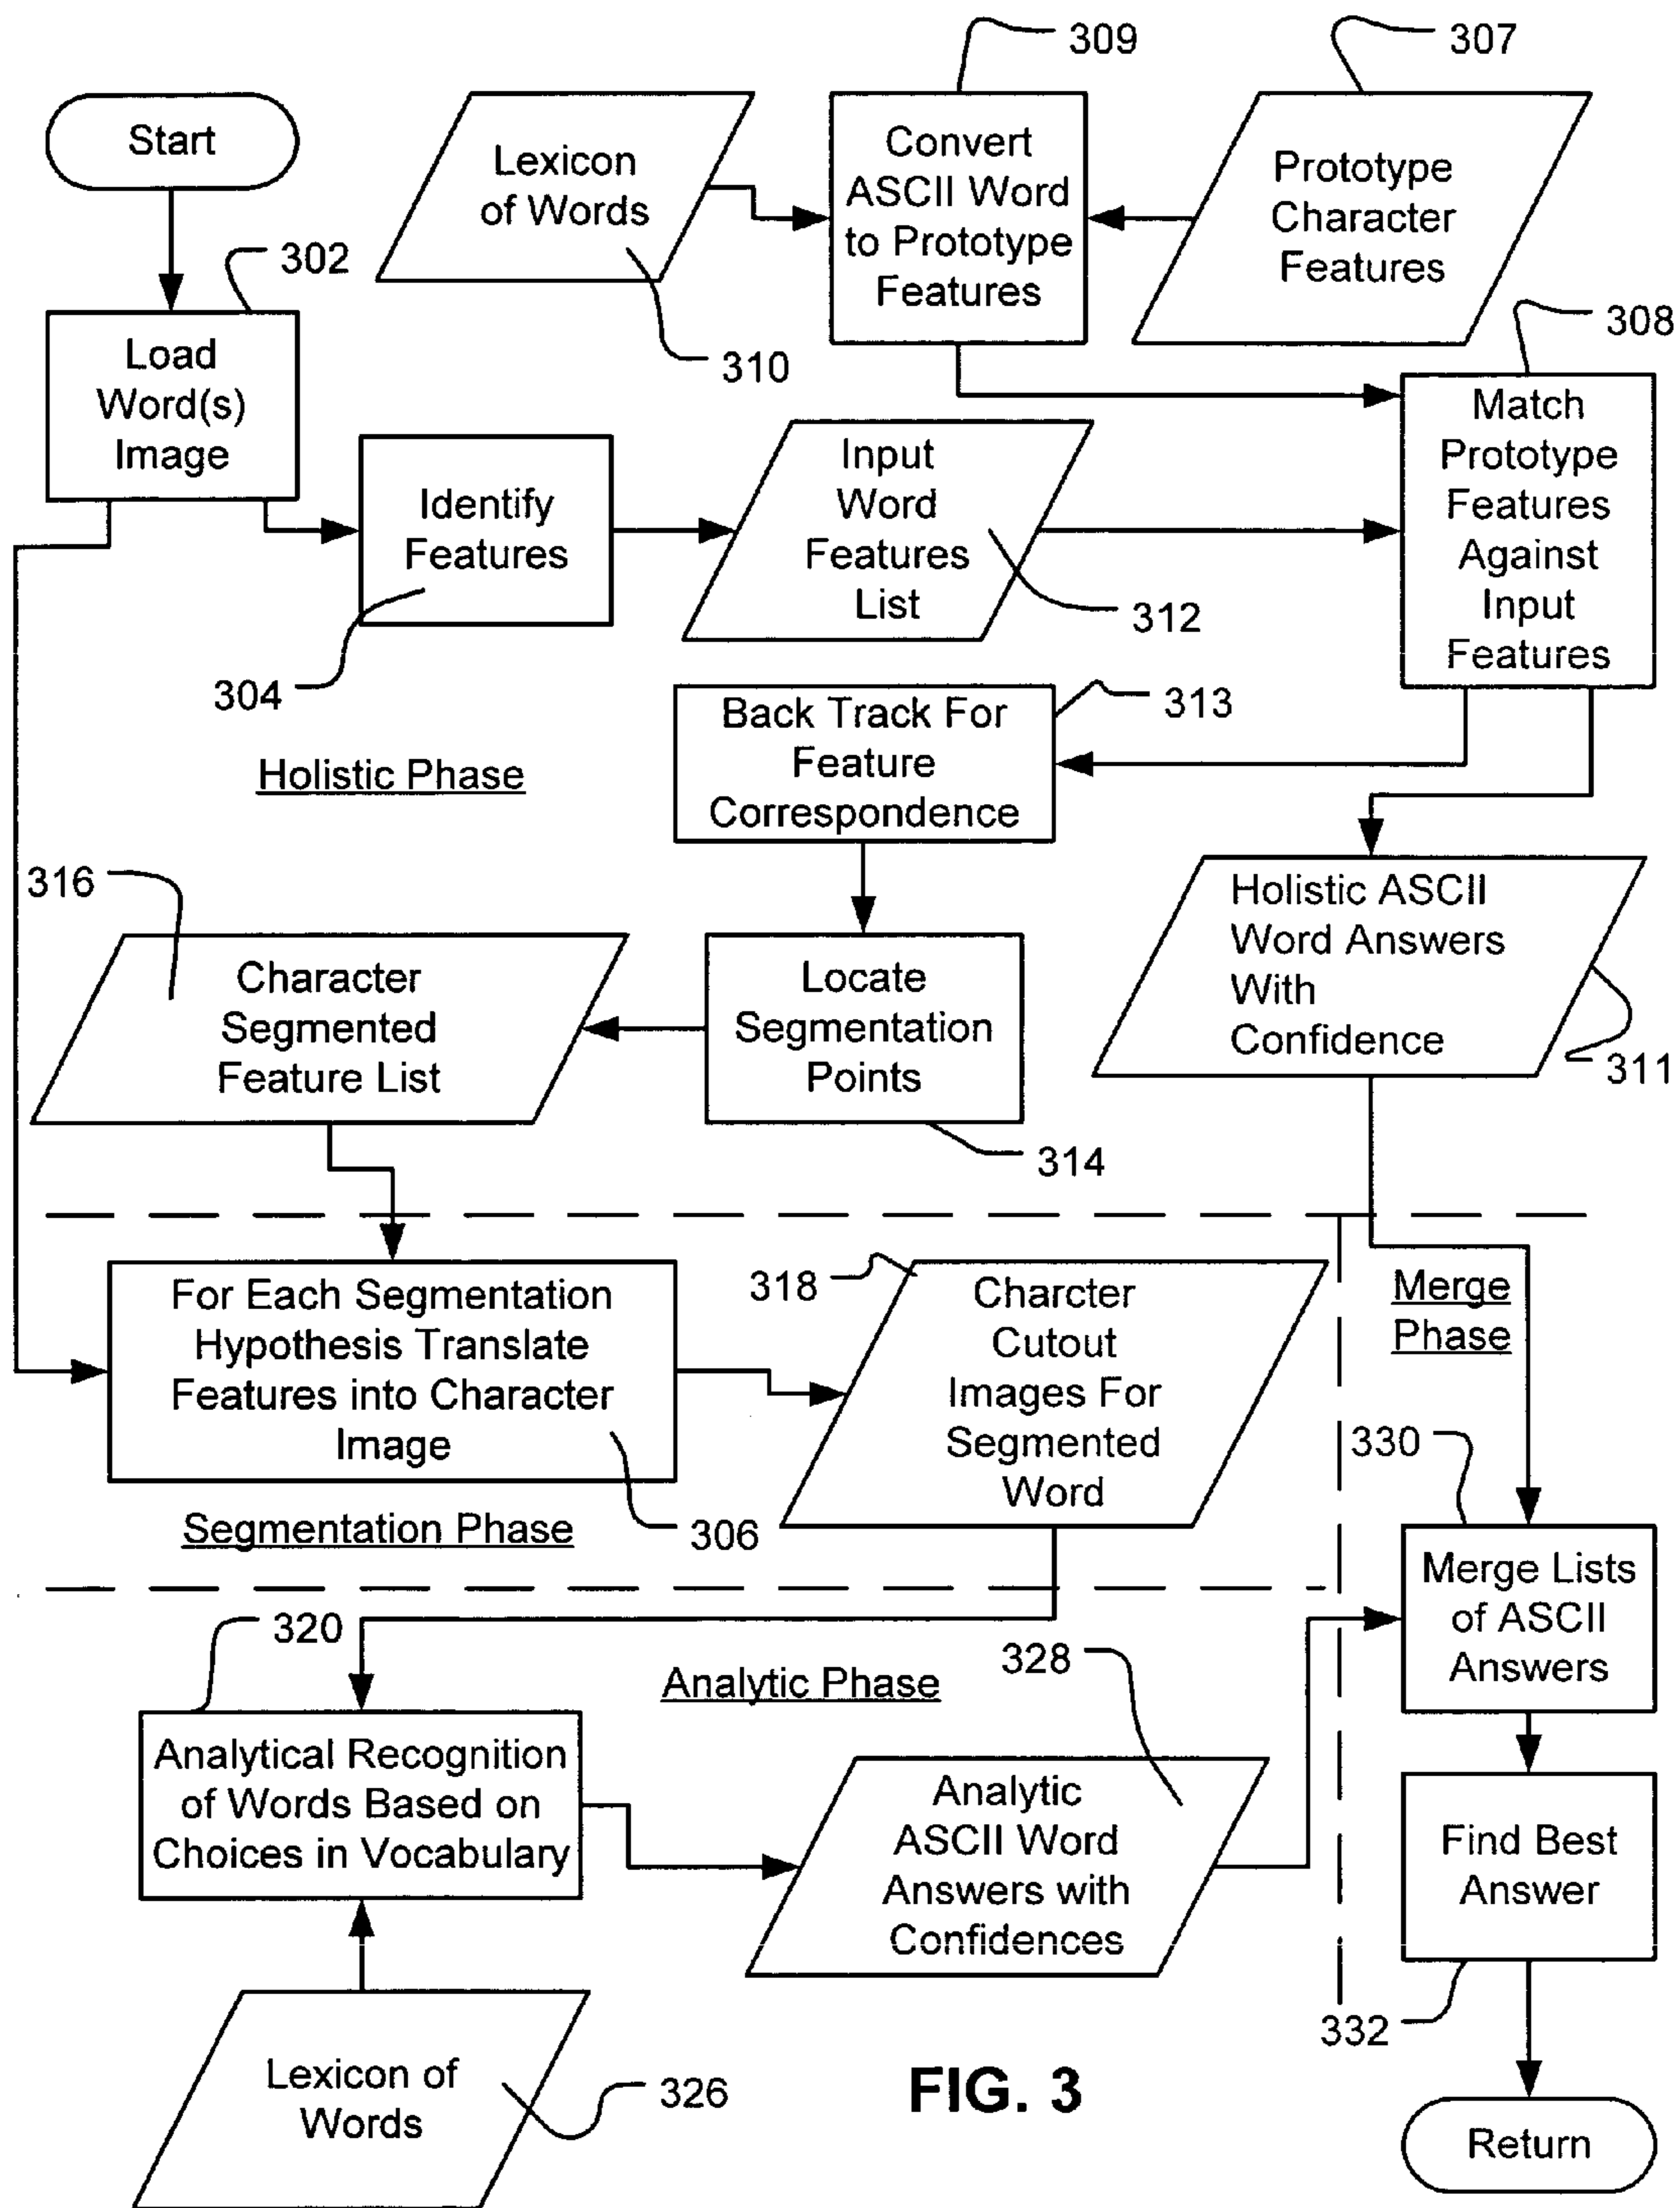 309
307
Start
Lexicon
of Words
Convert
ASCII Word
to Prototype
Features
Prototype
Character
Features
302
310
308
Load
Word(s)
Image
Identify
Features
Input
Word
Features
List
Match
Prototype
Features
Against
Input
Features
304
312
313
Holistic Phase
Back Track For
Feature
Correspondence
316
Character
Segmented
Feature List
Locate
Segmentation
Points
Holistic ASCII
Word Answers
With
Confidence
311
314
For Each Segmentation
Hypothesis Translate
Features into Character
Image
318
Charcter
Cutout
Images For
Segmented
Word
Merge
Phase
330
Segmentation Phase
306
Merge Lists
of ASCII
Answers
320
Analytic Phase
328
Analytical Recognition
of Words Based on
Choices in Vocabulary
Analytic
ASCII Word
Answers with
Confidences
Find Best
Answer
332
Lexicon of
Words
326
FIG. 3
Return